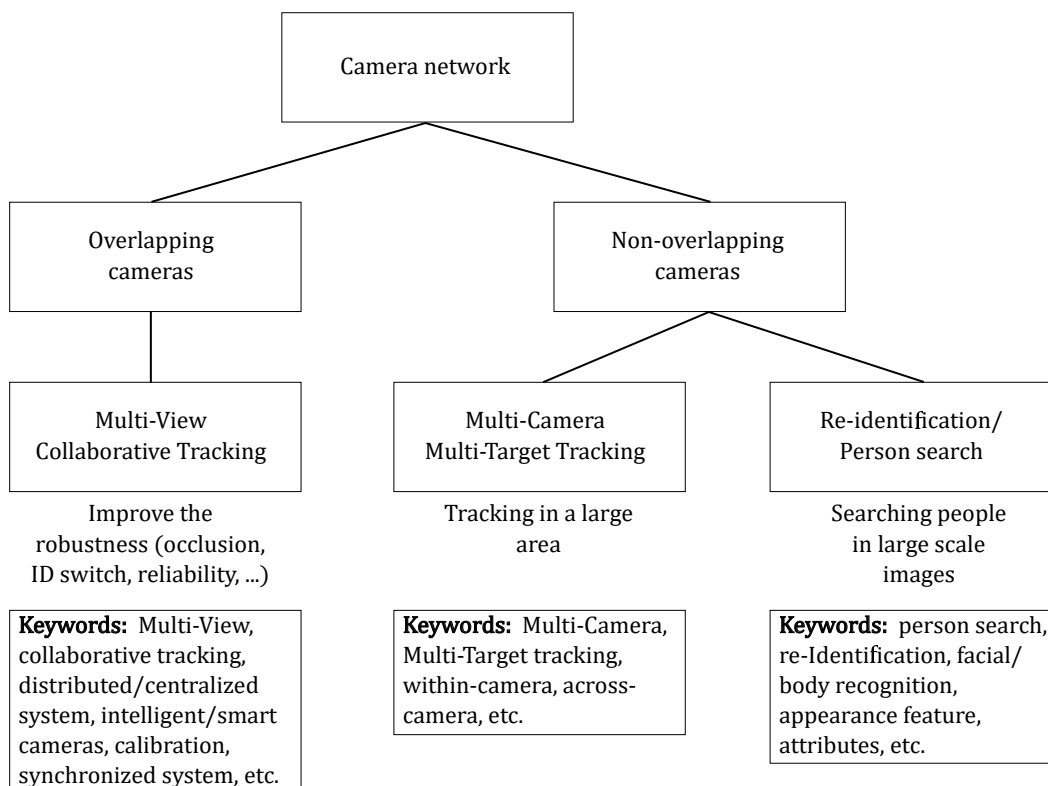 Camera network
Overlapping
cameras
Non-overlapping
cameras
Multi-View
Collaborative Tracking
Multi-Camera
Multi-Target Tracking
Re-identification/
Person search
Improve the
robustness (occlusion,
ID switch, reliability, ...)
Tracking in a large
area
Searching people
in large scale
images
Keywords: Multi-View,
collaborative tracking,
distributed/centralized
system, intelligent/smart
cameras, calibration,
synchronized system, etc.
Keywords: Multi-Camera,
Multi-Target tracking,
within-camera, across-
camera, etc.
Keywords: person search,
re-Identification, facial/
body recognition,
appearance feature,
attributes, etc.